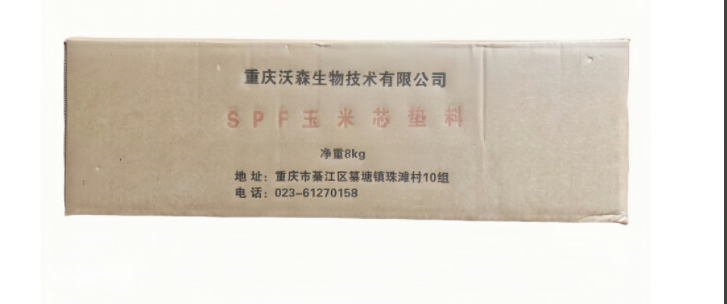 重庆沃森生物技术有限公司
SPF玉米芯垫料
净重8kg
地址：重庆市綦江区篆塘镇珠滩村10组
电话：023-61270158